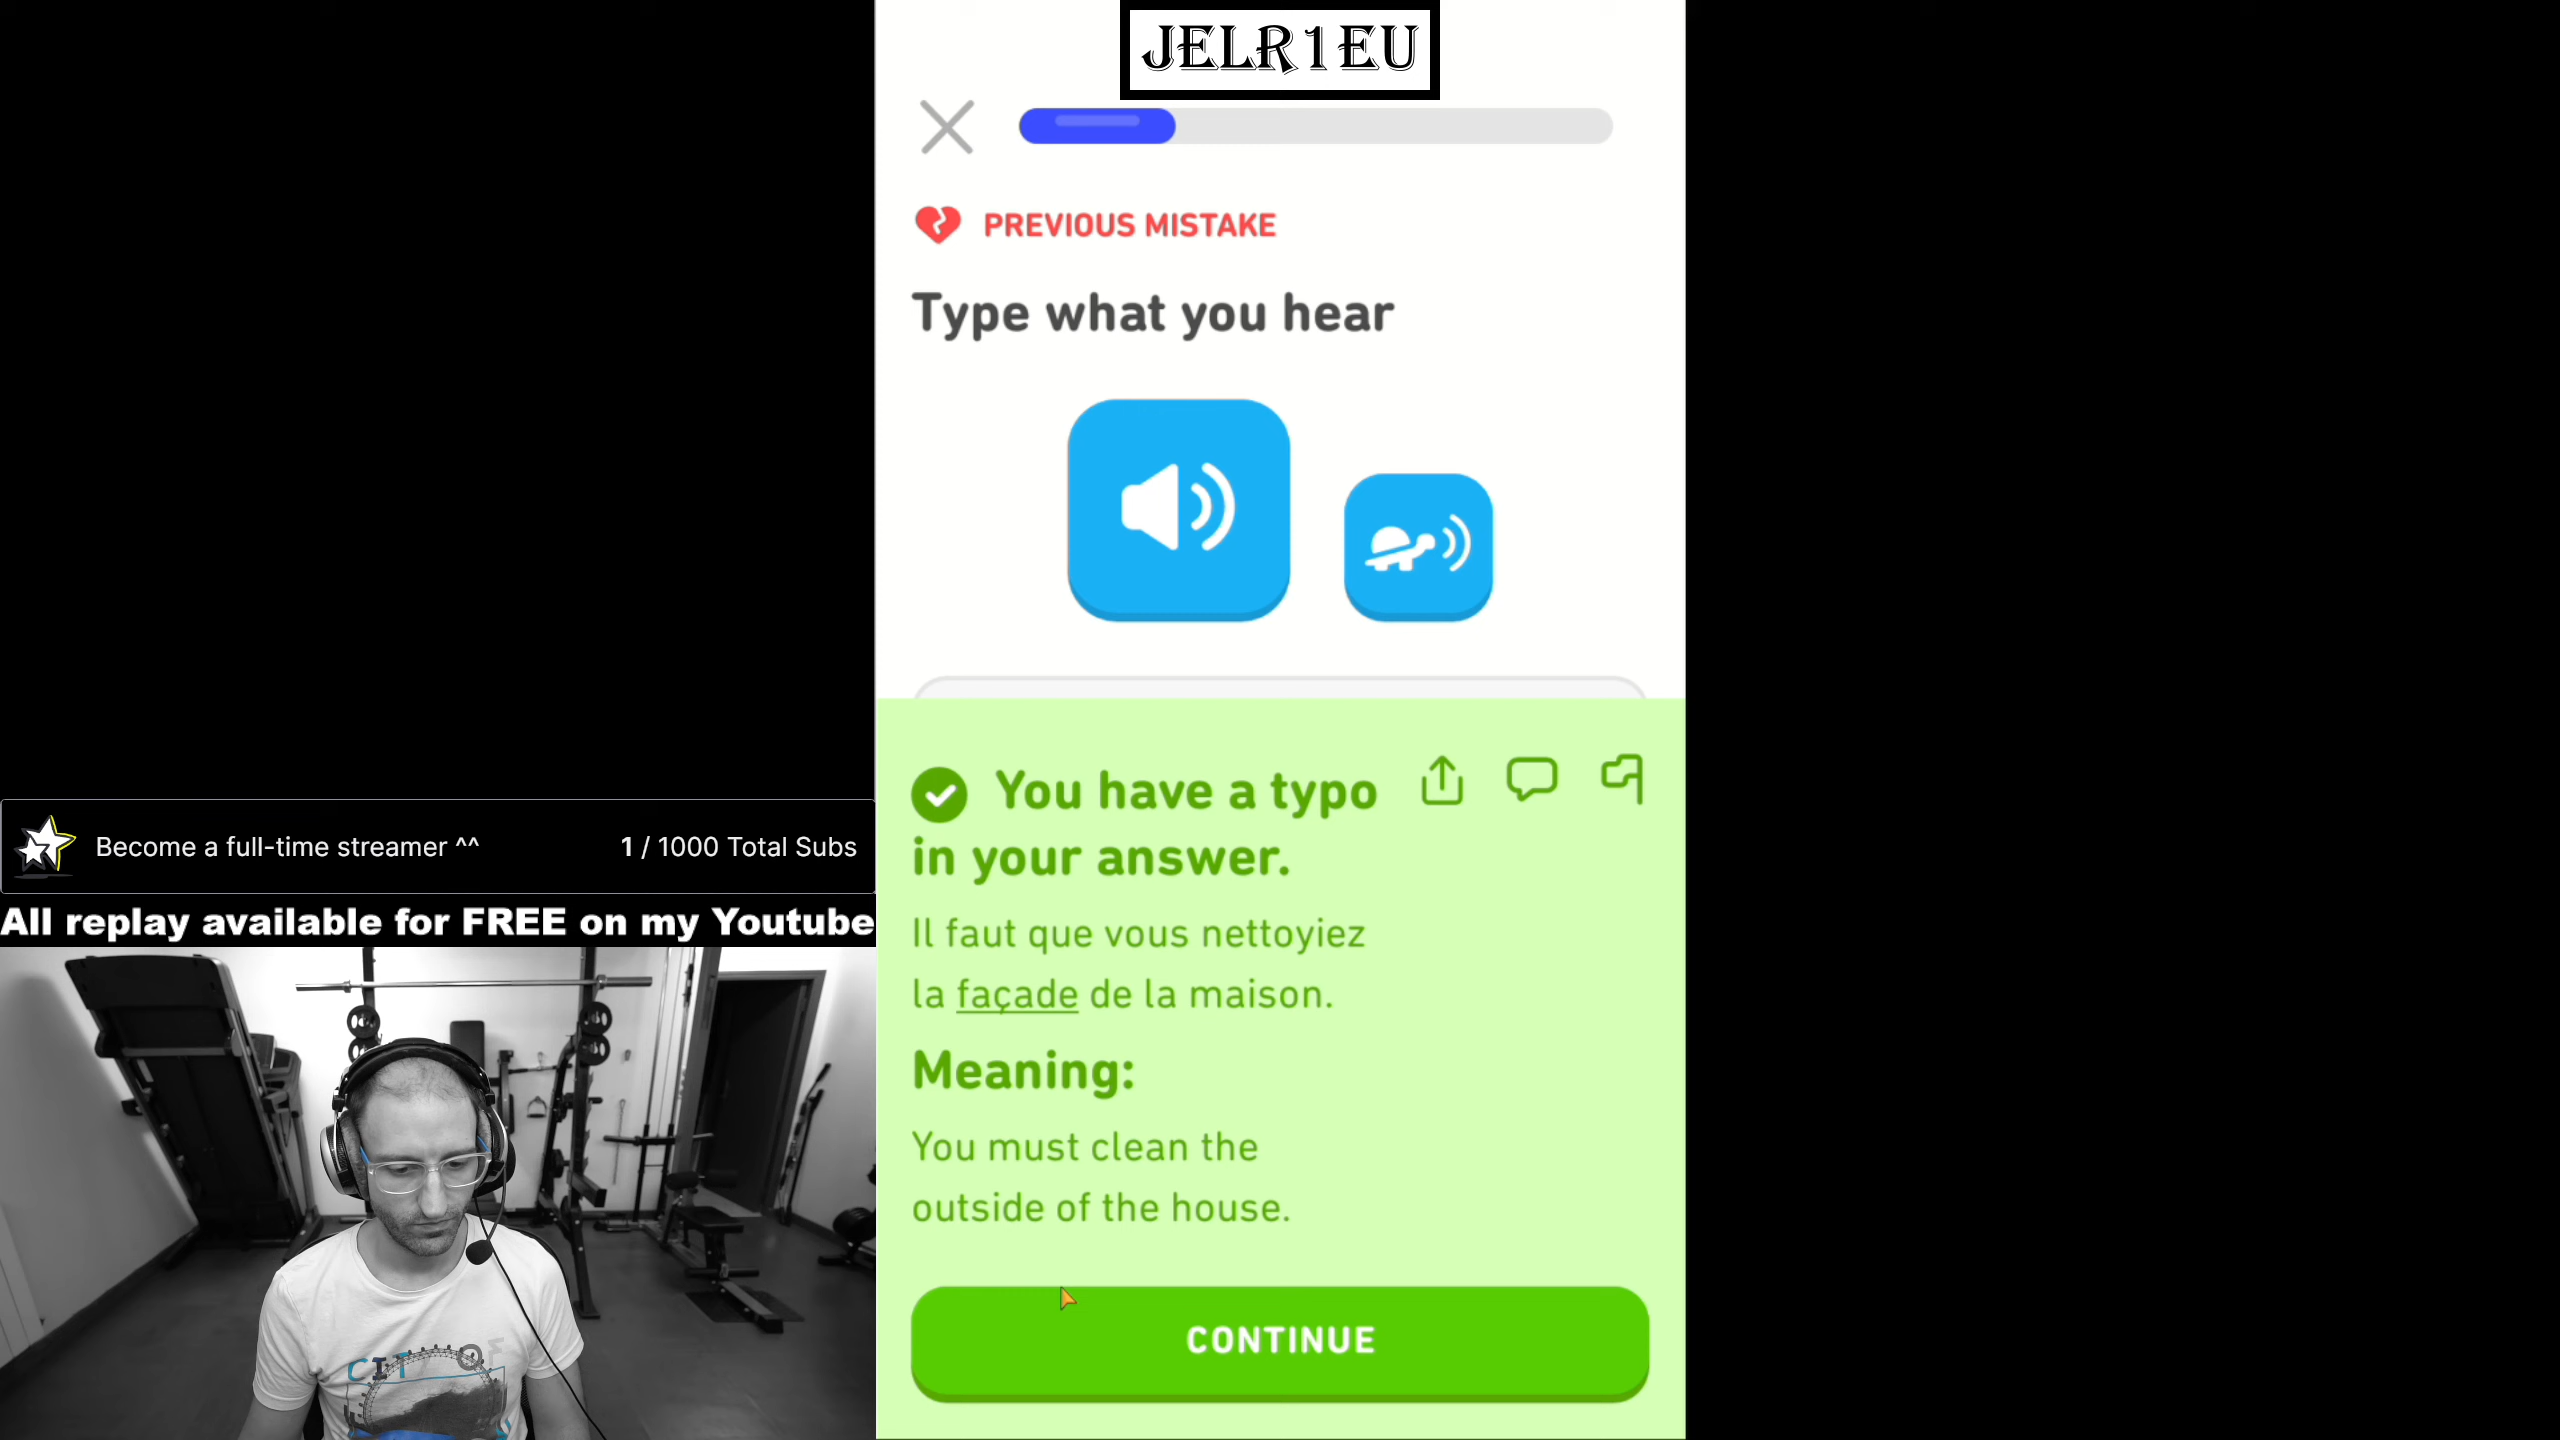 JELR1EU
PREVIOUS MISTAKE
Type what you hear
You have a typo
in your answer.
Il faut que vous nettoyiez
la façade de la maison.
Meaning:
You must clean the
outside of the house.
CONTINUE
Become a full-time streamer ^^ 1 / 1000 Total Subs
All replay available for FREE on my Youtube
CIT OF